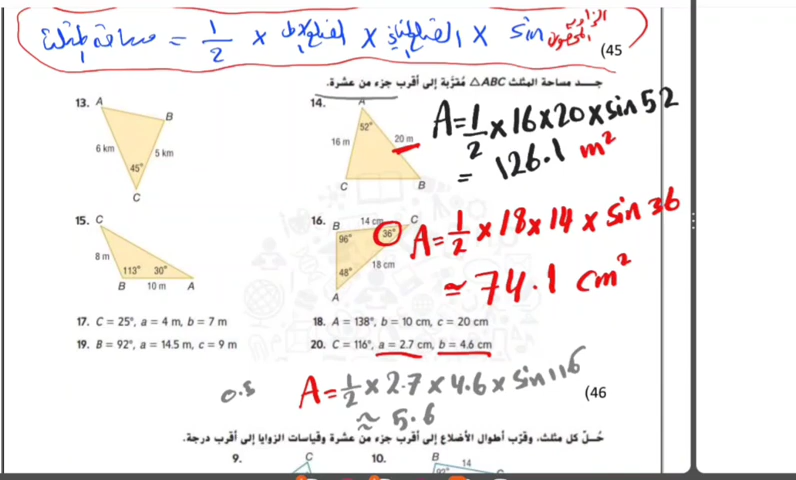 مساحة المثلث = 1/2 × الضلع الأول × الضلع الثاني × sin الزاوية المحصورة
(45
جـــد مساحة المثلث ABC△ مُقرَّبة إلى أقرب جزء من عشرة.
13. A B C 6 km 5 km 45°
14. A B C 52° 16 m 20 m
A = 1/2 × 16 × 20 × sin 52
= 126.1 m²
15. C B A 8 m 113° 30° 10 m
16. B C A 14 cm 96° 36° 48° 18 cm
A = 1/2 × 18 × 14 × sin 36
≈ 74.1 cm²
17. C = 25°, a = 4 m, b = 7 m
18. A = 138°, b = 10 cm, c = 20 cm
19. B = 92°, a = 14.5 m, c = 9 m
20. C = 116°, a = 2.7 cm, b = 4.6 cm
A = 1/2 × 2.7 × 4.6 × sin 116
≈ 5.6
(46
حُــلّ كل مثلث، وقرِّب أطوال الأضلاع إلى أقرب جزء من عشرة وقياسات الزوايا إلى أقرب درجة.
9. C
10. B 14